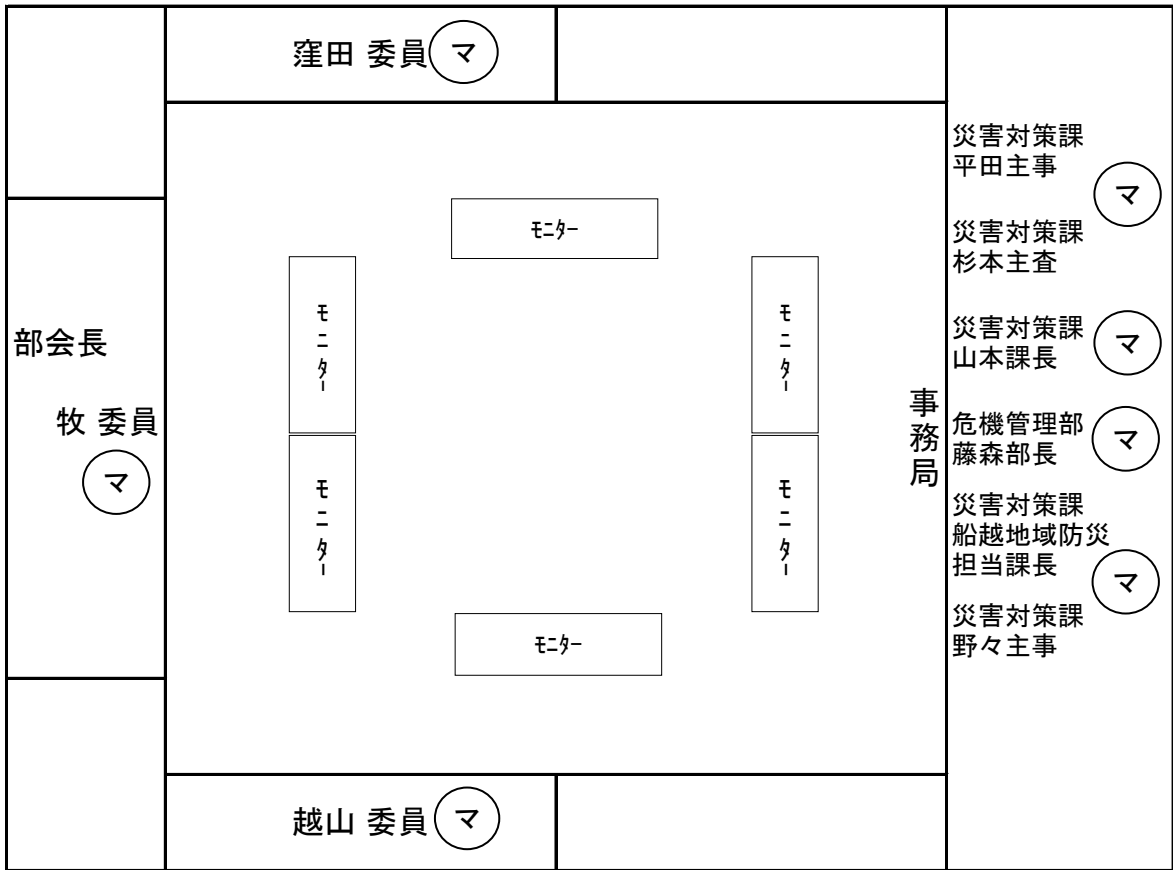 窪田 委員 マ
災害対策課
平田主事
マ
災害対策課
杉本主査
モニター
モニター
モニター
部会長
牧 委員
マ
災害対策課
山本課長
マ
事務局
危機管理部
藤森部長
マ
モニター
モニター
災害対策課
船越地域防災
担当課長
マ
災害対策課
野々主事
モニター
越山 委員 マ